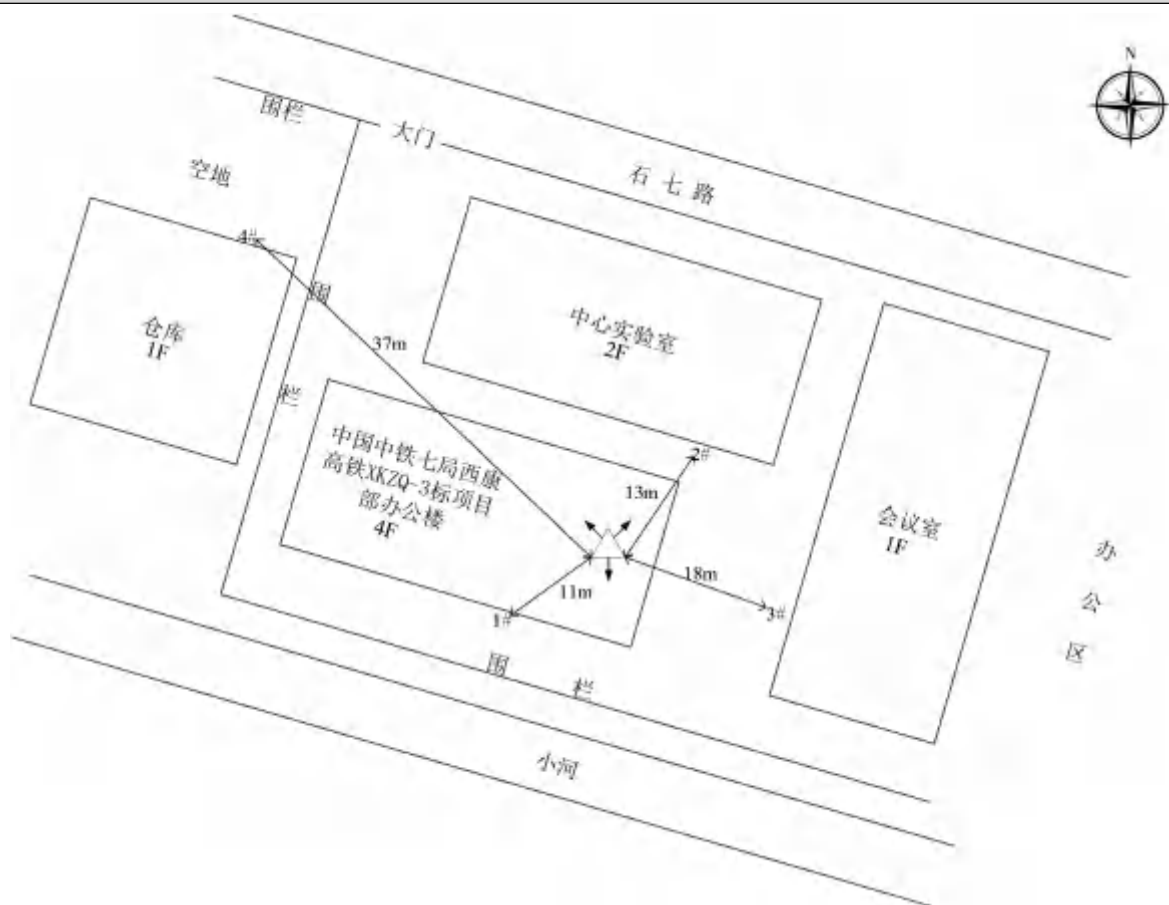 N
围栏
大门
石七路
空地
4#
围
中心实验室
2F
仓库
1F
37m
栏
中国中铁七局西康
高铁XKZQ-3标项目
部办公楼
4F
2#
13m
会议室
1F
办公区
18m
11m
1#
3#
围栏
小河